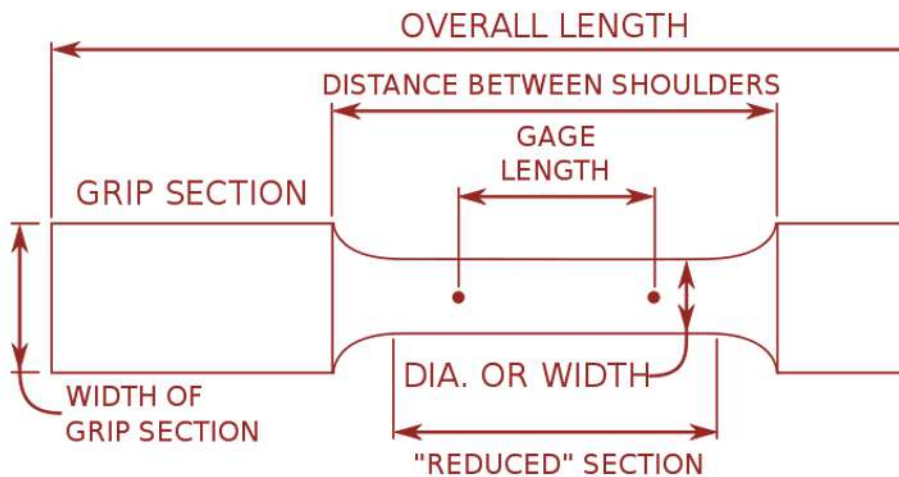 OVERALL LENGTH
DISTANCE BETWEEN SHOULDERS
GAGE
LENGTH
GRIP SECTION
DIA. OR WIDTH
WIDTH OF
GRIP SECTION
"REDUCED" SECTION